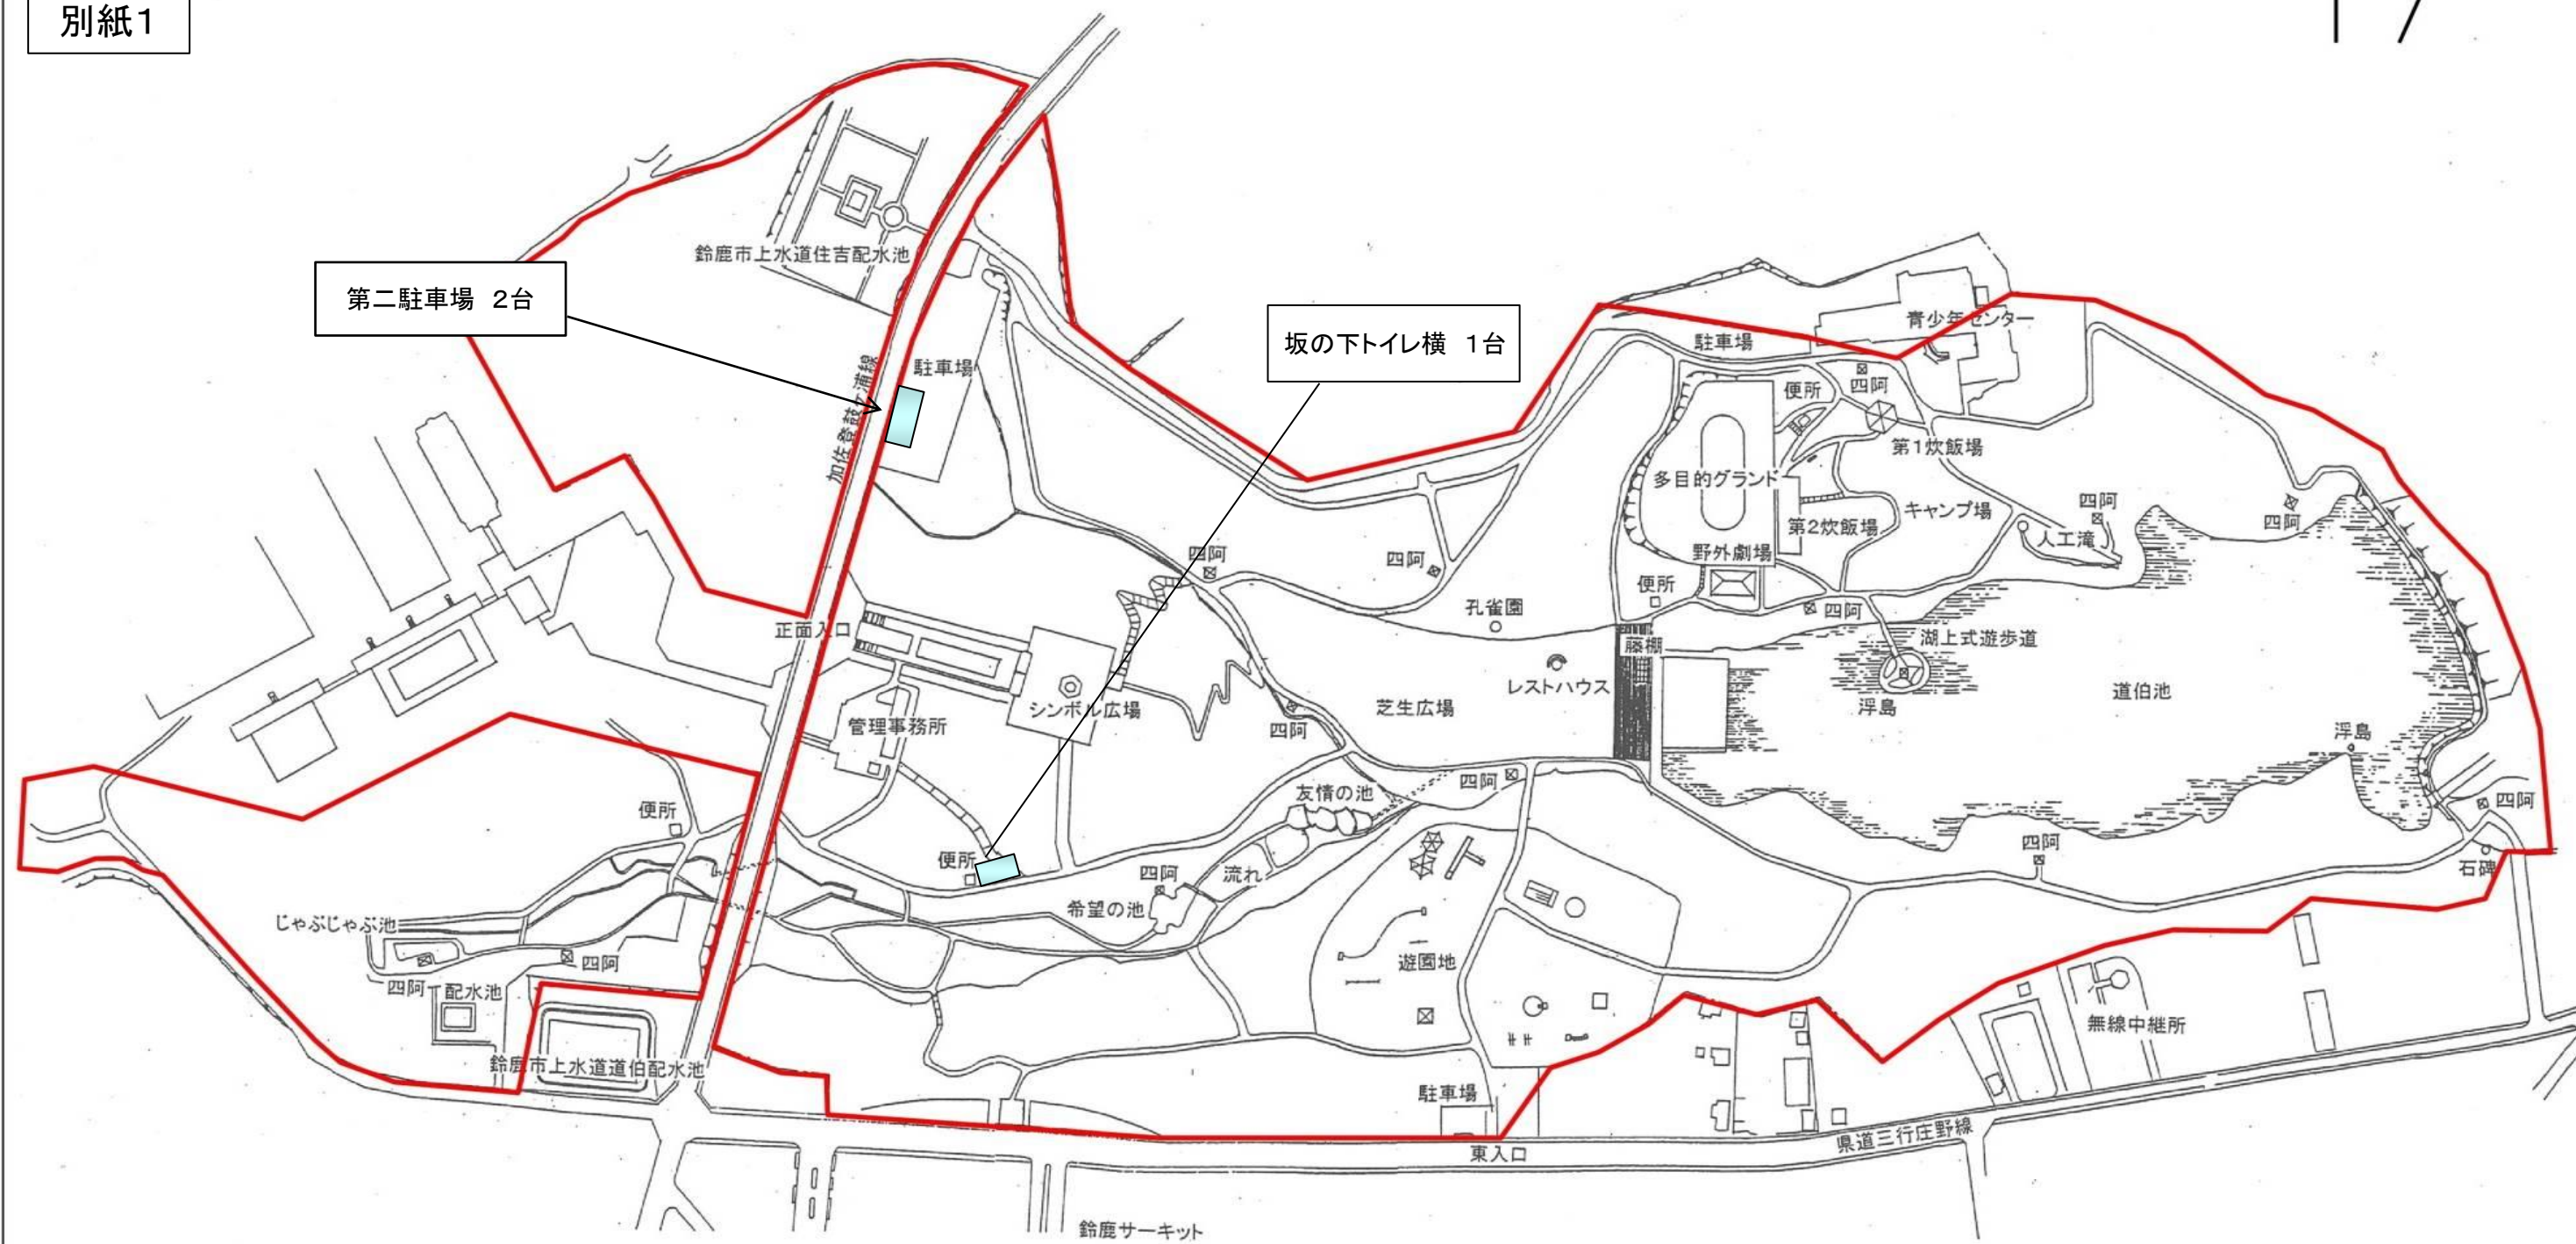 別紙1
鈴鹿市上水道住吉配水池
第二駐車場 2台
坂の下トイレ横 1台
青少年センター
駐車場
駐車場
加佐登鼓ヶ浦線
便所
四阿
第1炊飯場
多目的グランド
キャンプ場
四阿
四阿
第2炊飯場
人工滝
野外劇場
四阿
四阿
便所
孔雀園
四阿
正面入口
藤棚
湖上式遊歩道
レストハウス
道伯池
芝生広場
浮島
シンボル広場
管理事務所
四阿
浮島
四阿
友情の池
四阿
便所
四阿
便所
四阿
流れ
石碑
希望の池
じゃぶじゃぶ池
四阿
遊園地
四阿
配水池
無線中継所
鈴鹿市上水道道伯配水池
駐車場
県道三行庄野線
東入口
鈴鹿サーキット